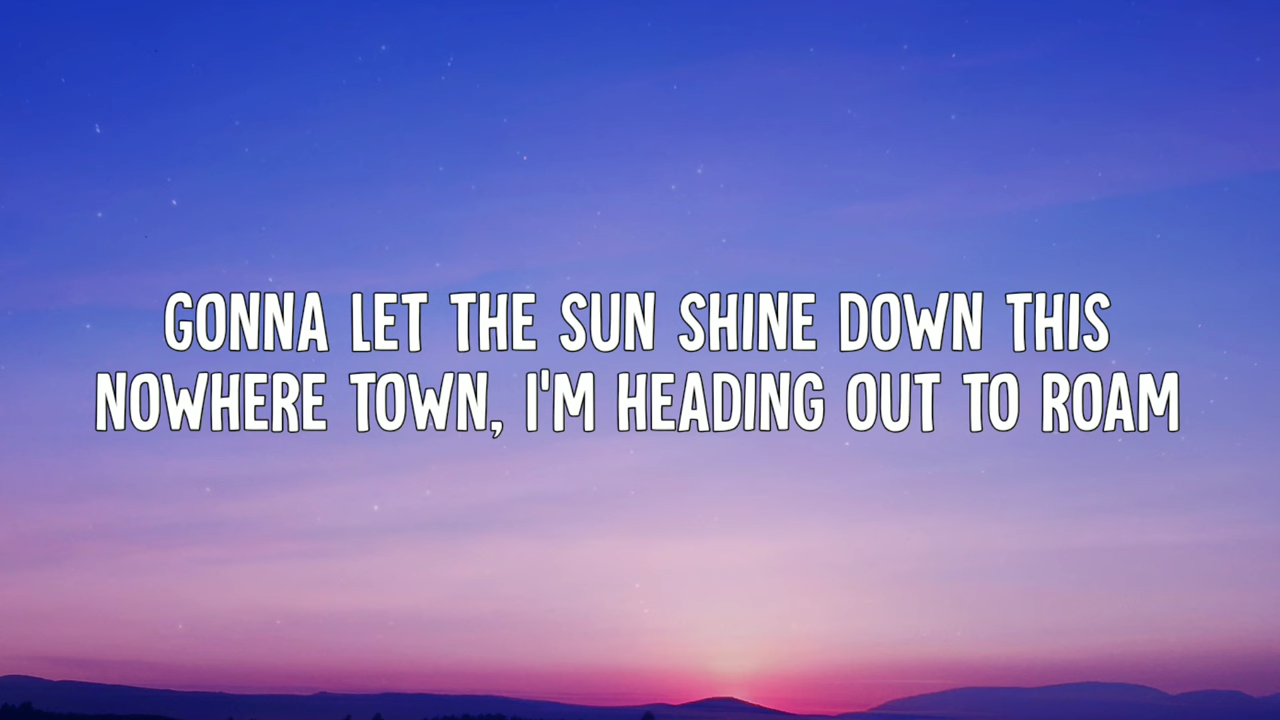 GONNA LET THE SUN SHINE DOWN THIS
NOWHERE TOWN, I'M HEADING OUT TO ROAM